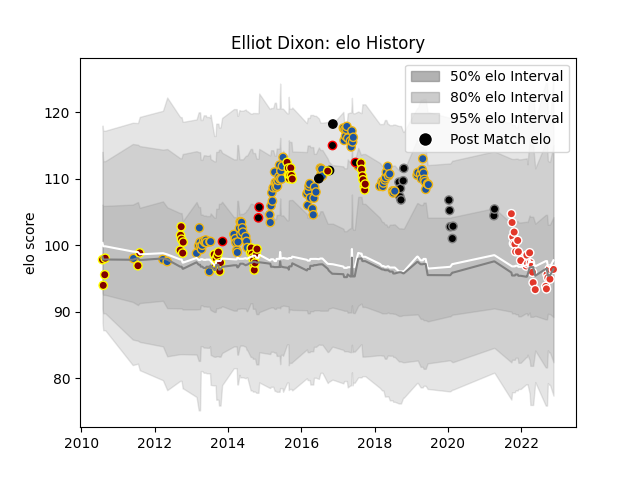 Elliot Dixon: elo History
50% elo Interval
80% elo Interval
95% elo Interval
Post Match elo
elo score
120
110
100
90
80
2010
2012
2014
2016
2018
2020
2022